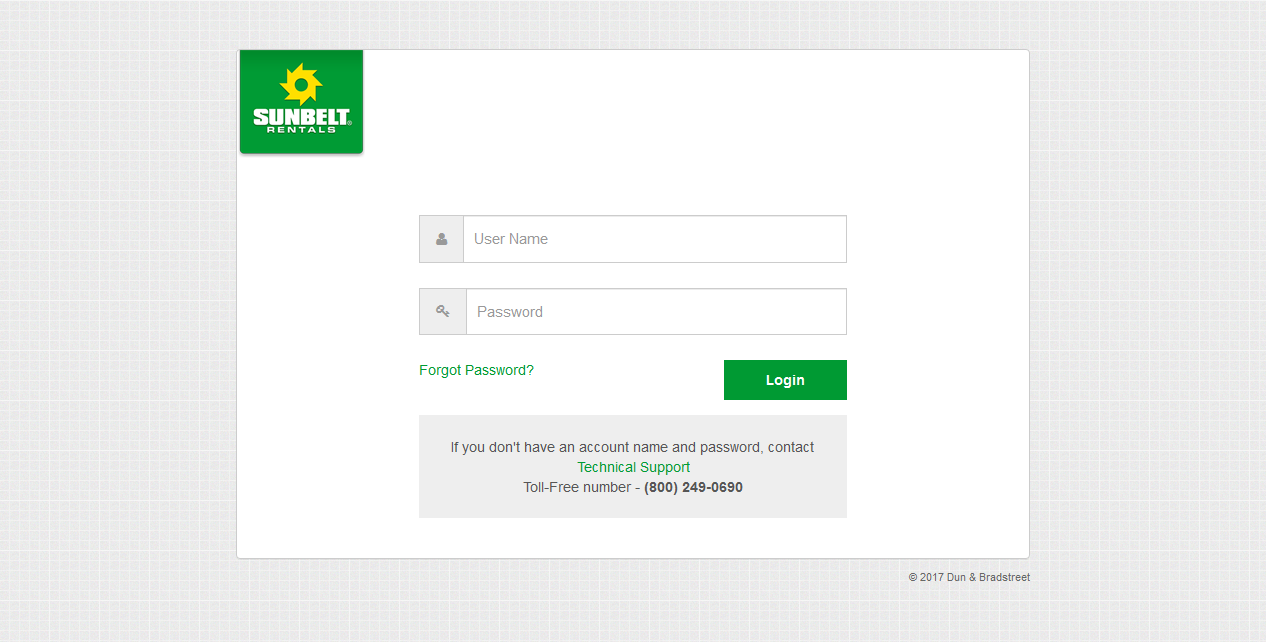 SUNBELT®
RENTALS
User Name
Password
Forgot Password?
Login
If you don't have an account name and password, contact
Technical Support
Toll-Free number - (800) 249-0690
© 2017 Dun & Bradstreet